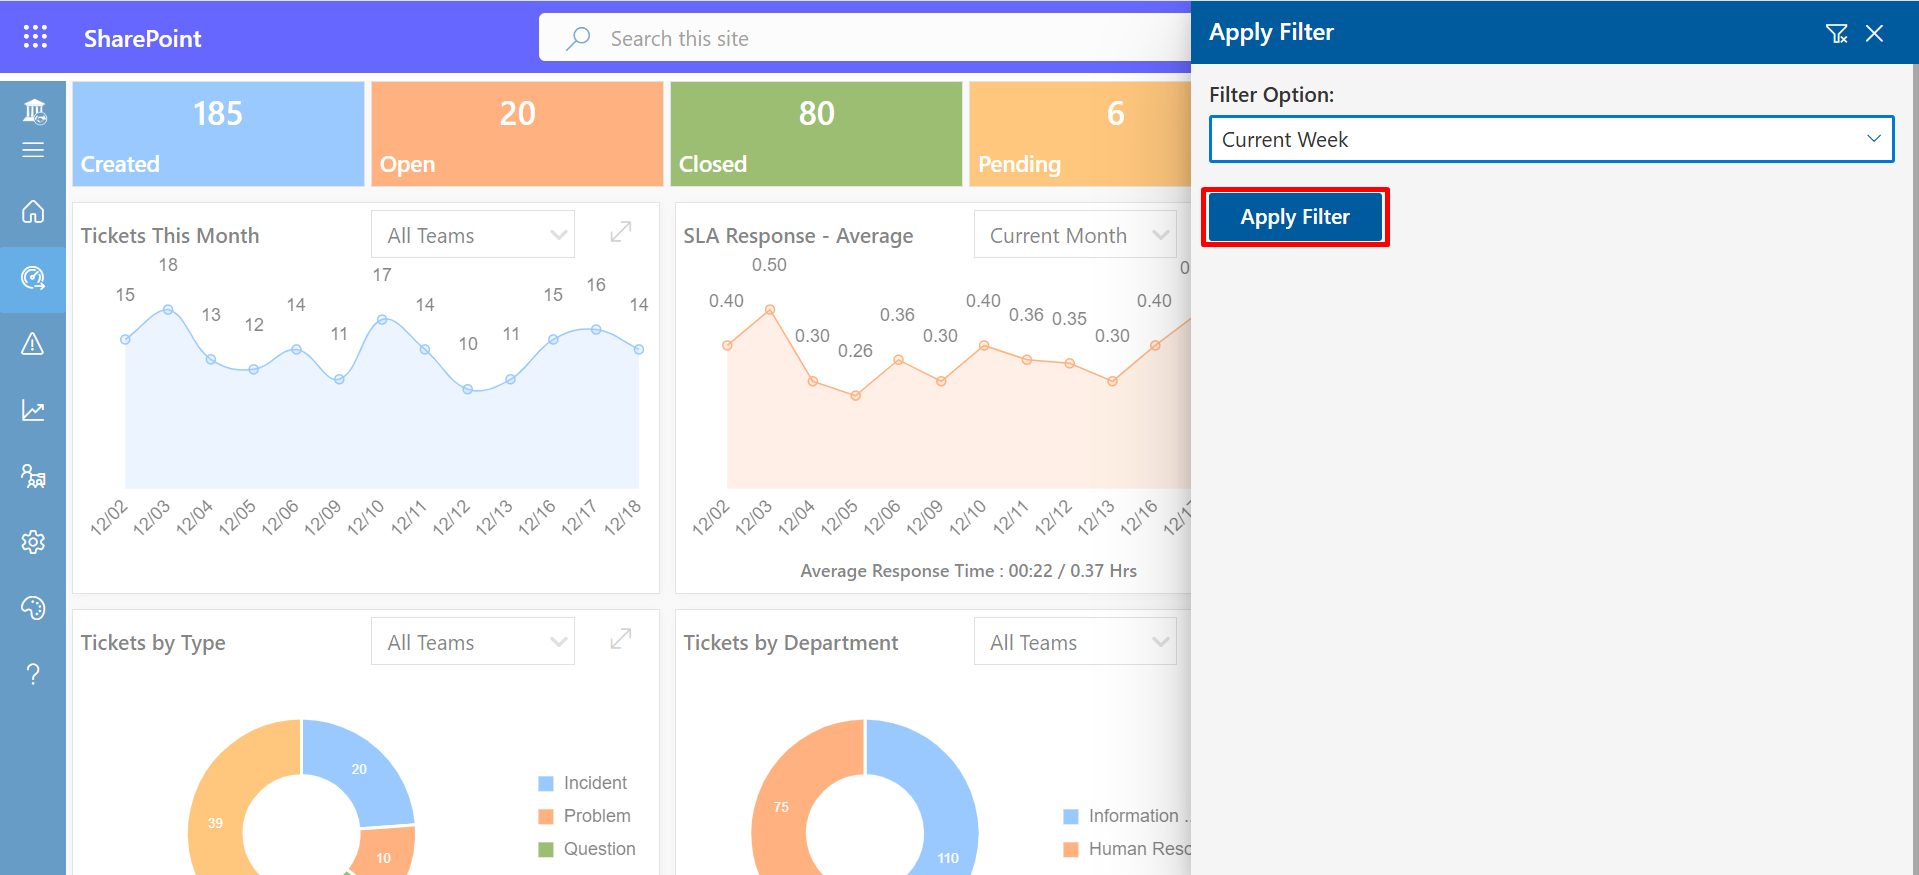 SharePoint
Search this site
Apply Filter
Filter Option:
Current Week
Apply Filter
185
Created
20
Open
80
Closed
6
Pending
Tickets This Month
All Teams
15
18
13
12
14
11
17
14
10
11
15
16
14
12/02
12/03
12/04
12/05
12/06
12/09
12/10
12/11
12/12
12/13
12/16
12/17
12/18
SLA Response - Average
Current Month
0.40
0.50
0.30
0.26
0.36
0.30
0.40
0.36
0.35
0.30
0.40
12/02
12/03
12/04
12/05
12/06
12/09
12/10
12/11
12/12
12/13
12/16
Average Response Time : 00:22 / 0.37 Hrs
Tickets by Type
All Teams
20
39
10
Incident
Problem
Question
Tickets by Department
All Teams
75
110
Information ..
Human